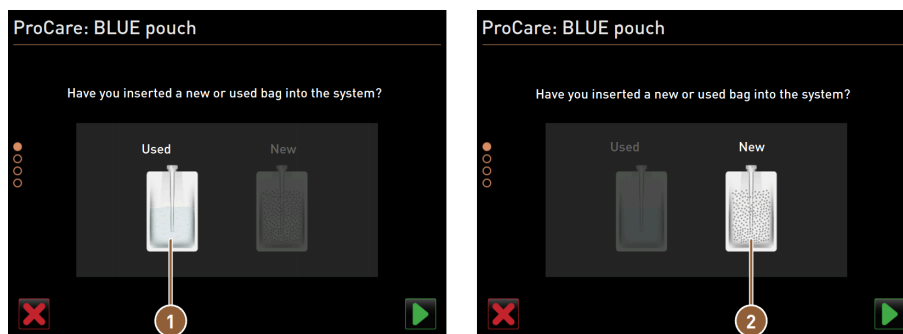 ProCare: BLUE pouch
Have you inserted a new or used bag into the system?
Used New
1
ProCare: BLUE pouch
Have you inserted a new or used bag into the system?
Used New
2